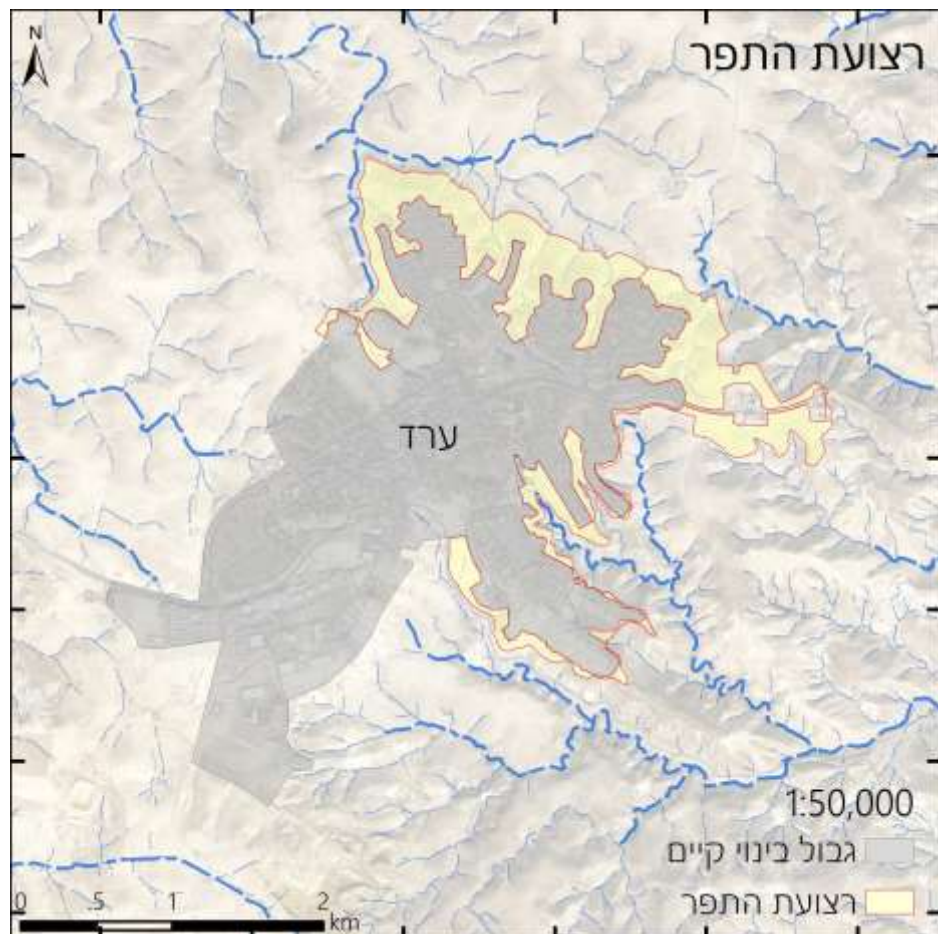 רצועת התפר
N
ערד
1:50,000
גבול בינוי קיים
רצועת התפר
0 .5 1 2
km